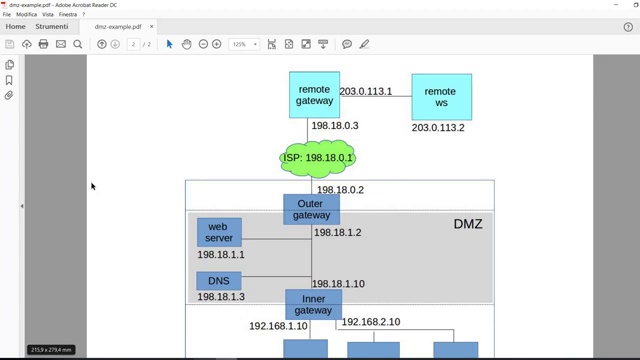 dmz-example.pdf - Adobe Acrobat Reader DC
File Modifica Vista Finestra ?
Home Strumenti dmz-example.pdf ×
2 / 2 125%
remote
gateway
203.0.113.1
remote
ws
198.18.0.3
203.0.113.2
ISP: 198.18.0.1
198.18.0.2
Outer
gateway
DMZ
web
server
198.18.1.2
198.18.1.1
DNS
198.18.1.10
198.18.1.3
Inner
gateway
192.168.1.10
192.168.2.10
215,9 x 279,4 mm